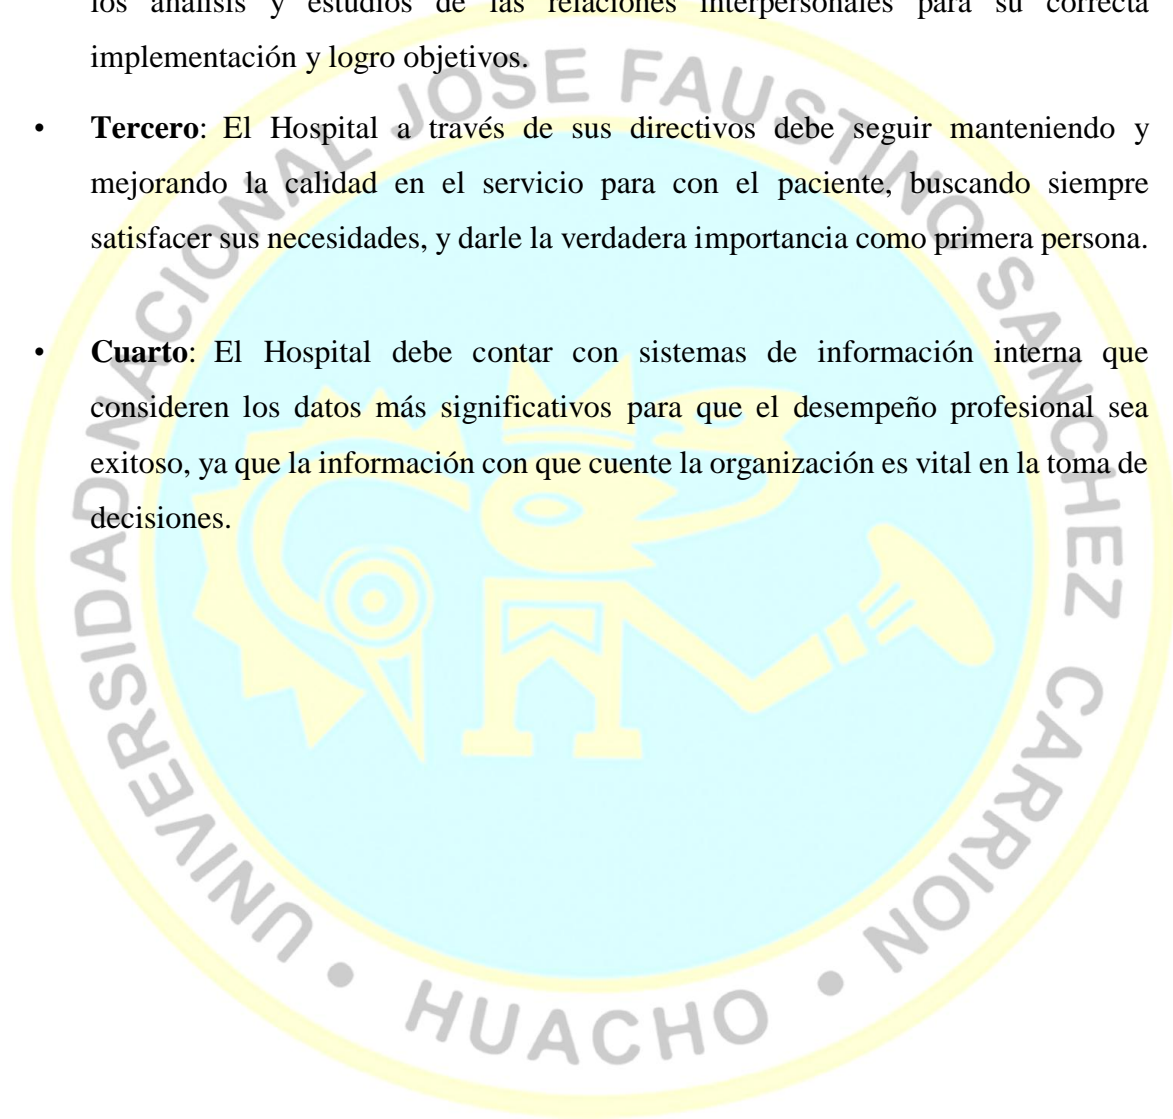 los análisis y estudios de las relaciones interpersonales para su correcta
implementación y logro objetivos.
• Tercero: El Hospital a través de sus directivos debe seguir manteniendo y
mejorando la calidad en el servicio para con el paciente, buscando siempre
satisfacer sus necesidades, y darle la verdadera importancia como primera persona.
• Cuarto: El Hospital debe contar con sistemas de información interna que
consideren los datos más significativos para que el desempeño profesional sea
exitoso, ya que la información con que cuente la organización es vital en la toma de
decisiones.
UNIVERSIDAD NACIONAL JOSE FAUSTINO SANCHEZ CARRION
• HUACHO •